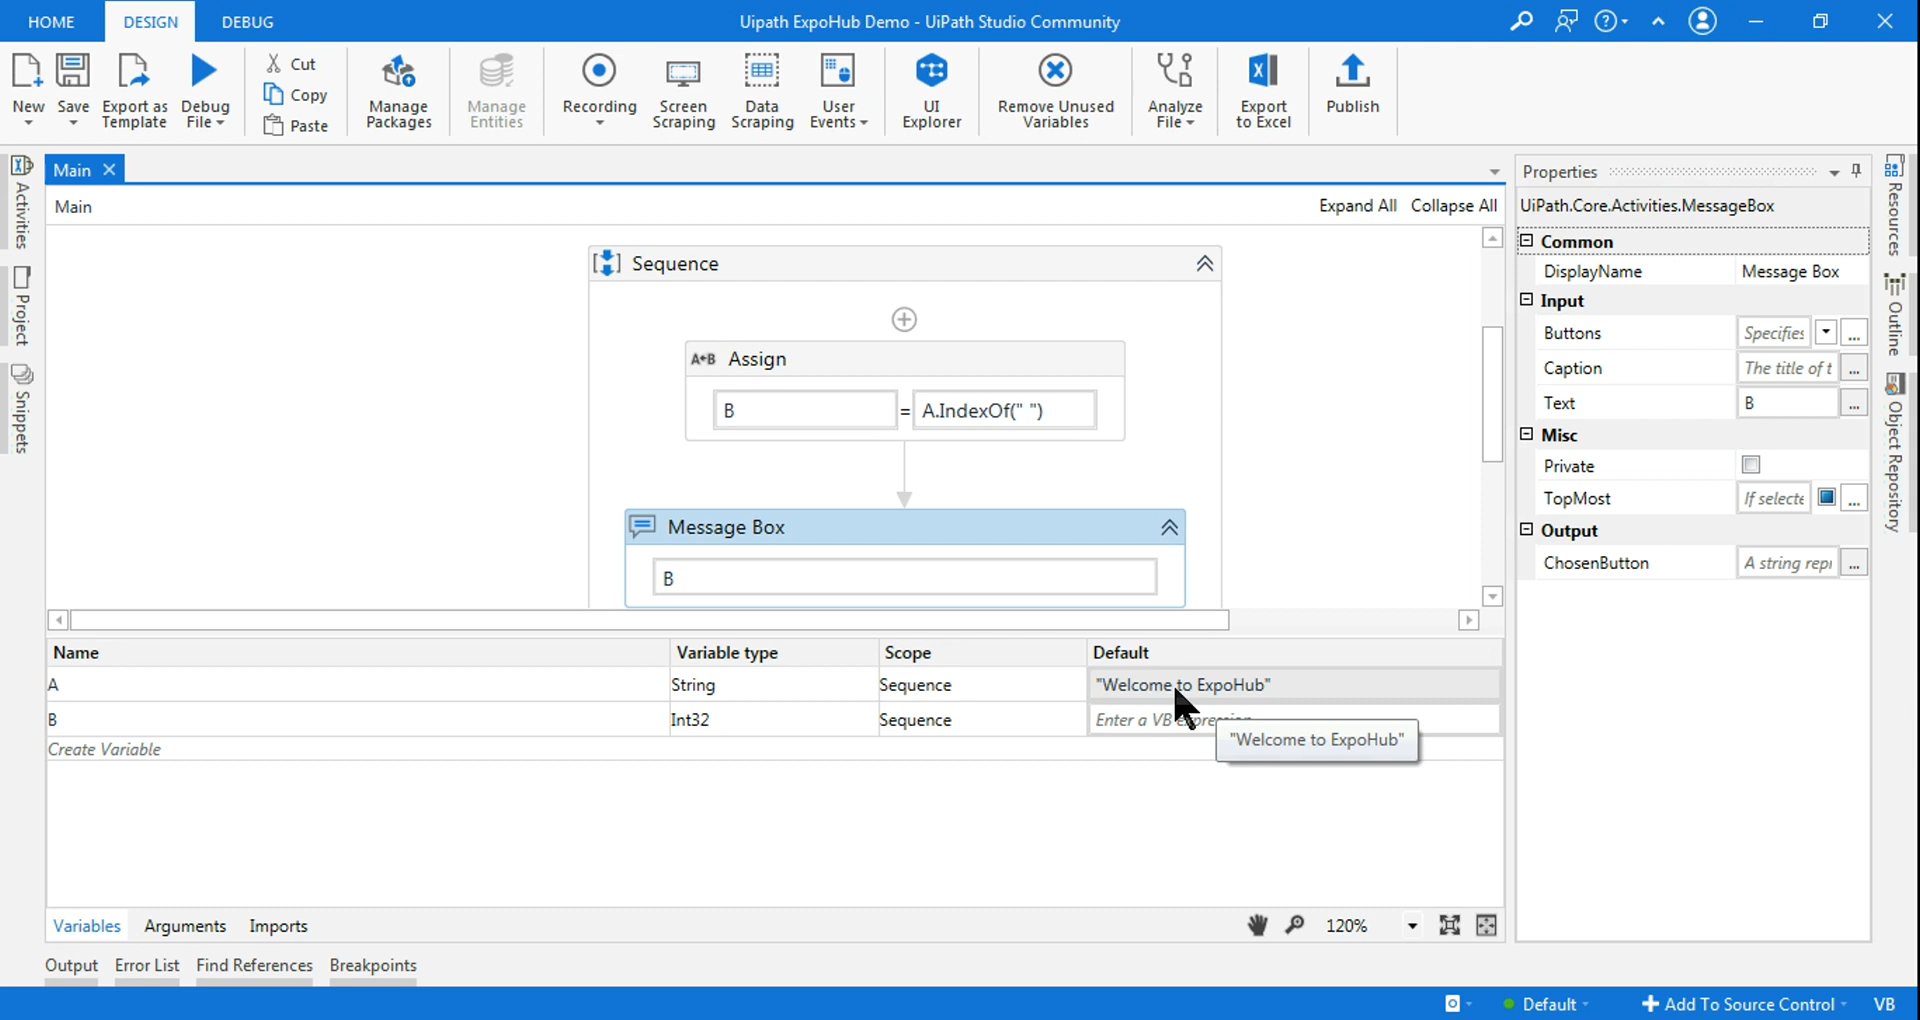 HOME DESIGN DEBUG
Uipath ExpoHub Demo - UiPath Studio Community
New
Save
Export as
Template
Debug
File
Cut
Copy
Paste
Manage
Packages
Manage
Entities
Recording
Screen
Scraping
Data
Scraping
User
Events
UI
Explorer
Remove Unused
Variables
Analyze
File
Export
to Excel
Publish
Activities
Project
Snippets
Main
Main
Expand All Collapse All
Sequence
A←B Assign
B = A.IndexOf(" ")
Message Box
B
Name Variable type Scope Default
A String Sequence "Welcome to ExpoHub"
B Int32 Sequence Enter a VB
"Welcome to ExpoHub"
Create Variable
Variables Arguments Imports
120%
Output Error List Find References Breakpoints
Properties
UiPath.Core.Activities.MessageBox
Common
DisplayName Message Box
Input
Buttons Specifies ...
Caption The title of t ...
Text B ...
Misc
Private
TopMost If selecte ...
Output
ChosenButton A string repr ...
Resources
Outline
Object Repository
Default
Add To Source Control
VB